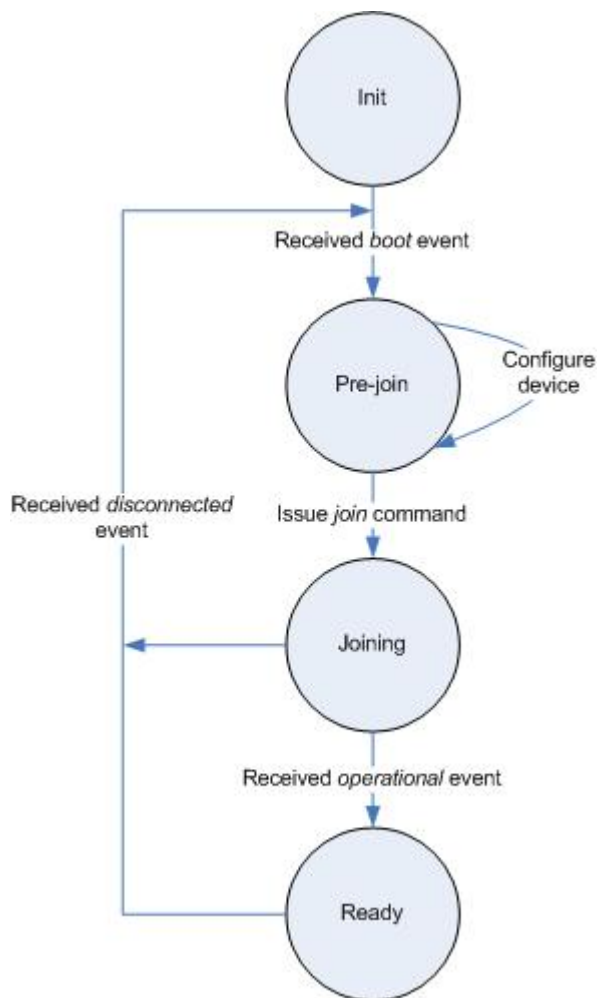 Init
Received boot event
Pre-join
Configure
device
Received disconnected
event
Issue join command
Joining
Received operational event
Ready